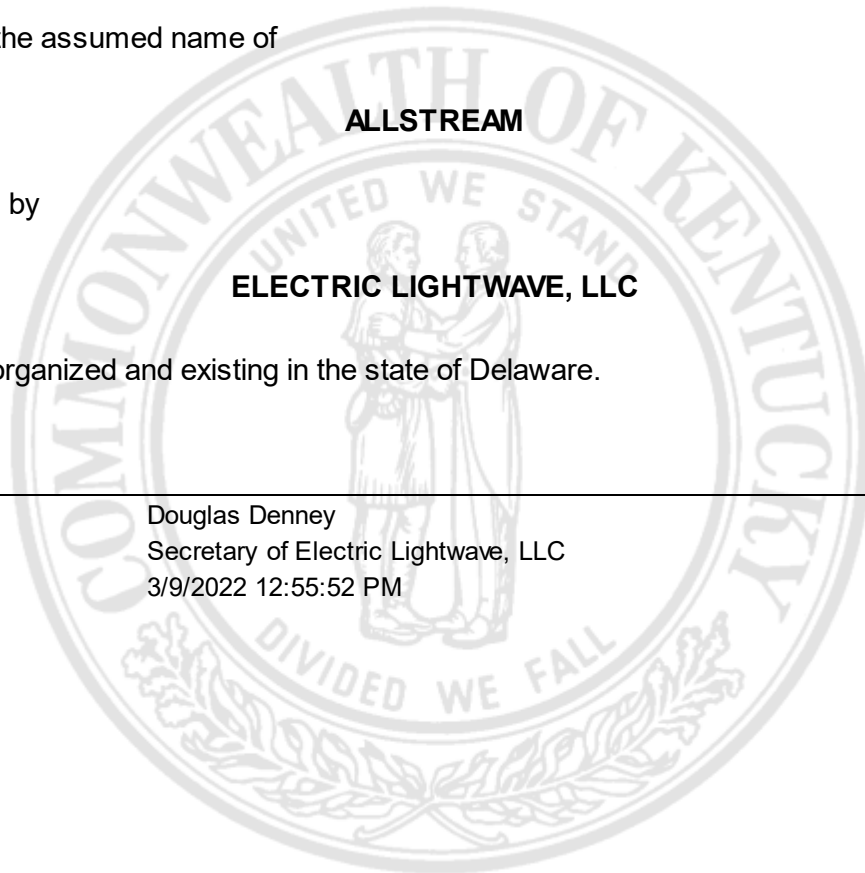 the assumed name of
ALLSTREAM
by
ELECTRIC LIGHTWAVE, LLC
organized and existing in the state of Delaware.
Douglas Denney
Secretary of Electric Lightwave, LLC
3/9/2022 12:55:52 PM
COMMONWEALTH OF KENTUCKY
UNITED WE STAND
DIVIDED WE FALL